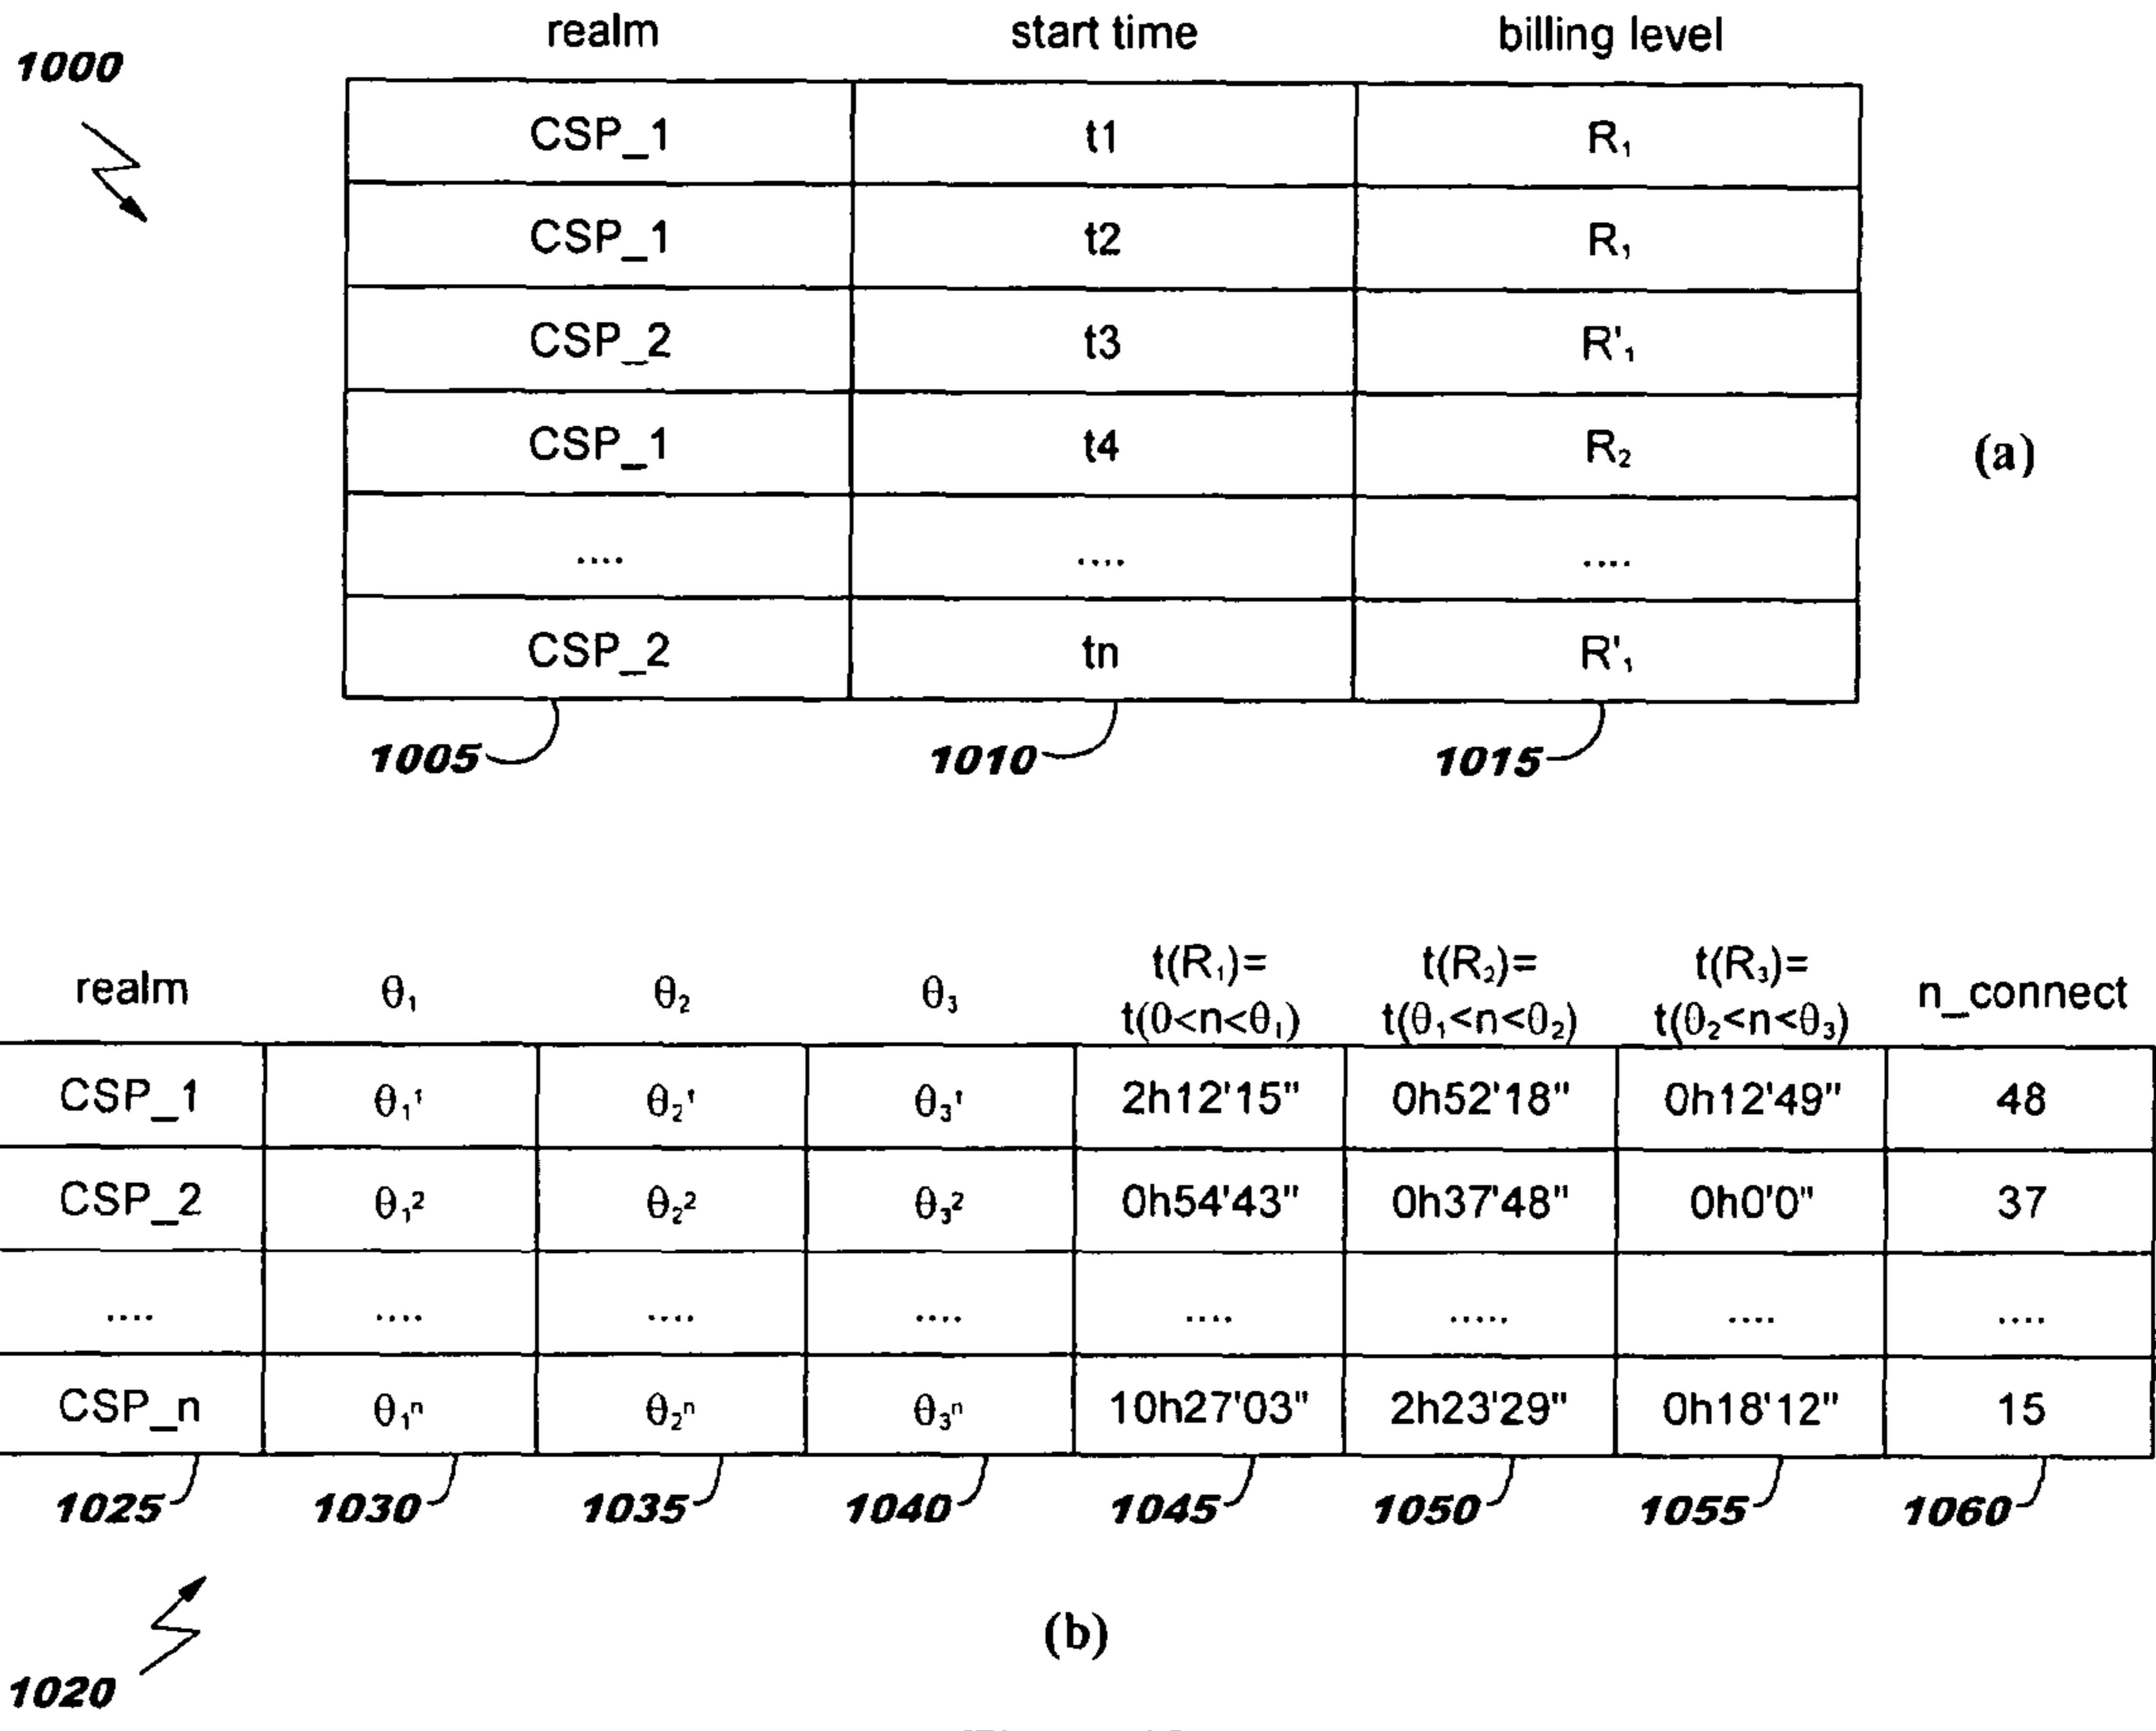 realm start time billing level
1000
CSP_1 t1 R₁
CSP_1 t2 R₁
CSP_2 t3 R'₁
CSP_1 t4 R₂
(a)
.... .... ....
CSP_2 tn R'₁
1005 1010 1015
t(R₁)= t(R₂)= t(R₃)=
realm θ₁ θ₂ θ₃ n_connect
t(0<n<θ₁) t(θ₁<n<θ₂) t(θ₂<n<θ₃)
CSP_1 θ₁¹ θ₂¹ θ₃¹ 2h12'15" 0h52'18" 0h12'49" 48
CSP_2 θ₁² θ₂² θ₃² 0h54'43" 0h37'48" 0h0'0" 37
.... .... .... .... .... ..... .... ....
CSP_n θ₁ⁿ θ₂ⁿ θ₃ⁿ 10h27'03" 2h23'29" 0h18'12" 15
1025 1030 1035 1040 1045 1050 1055 1060
(b)
1020